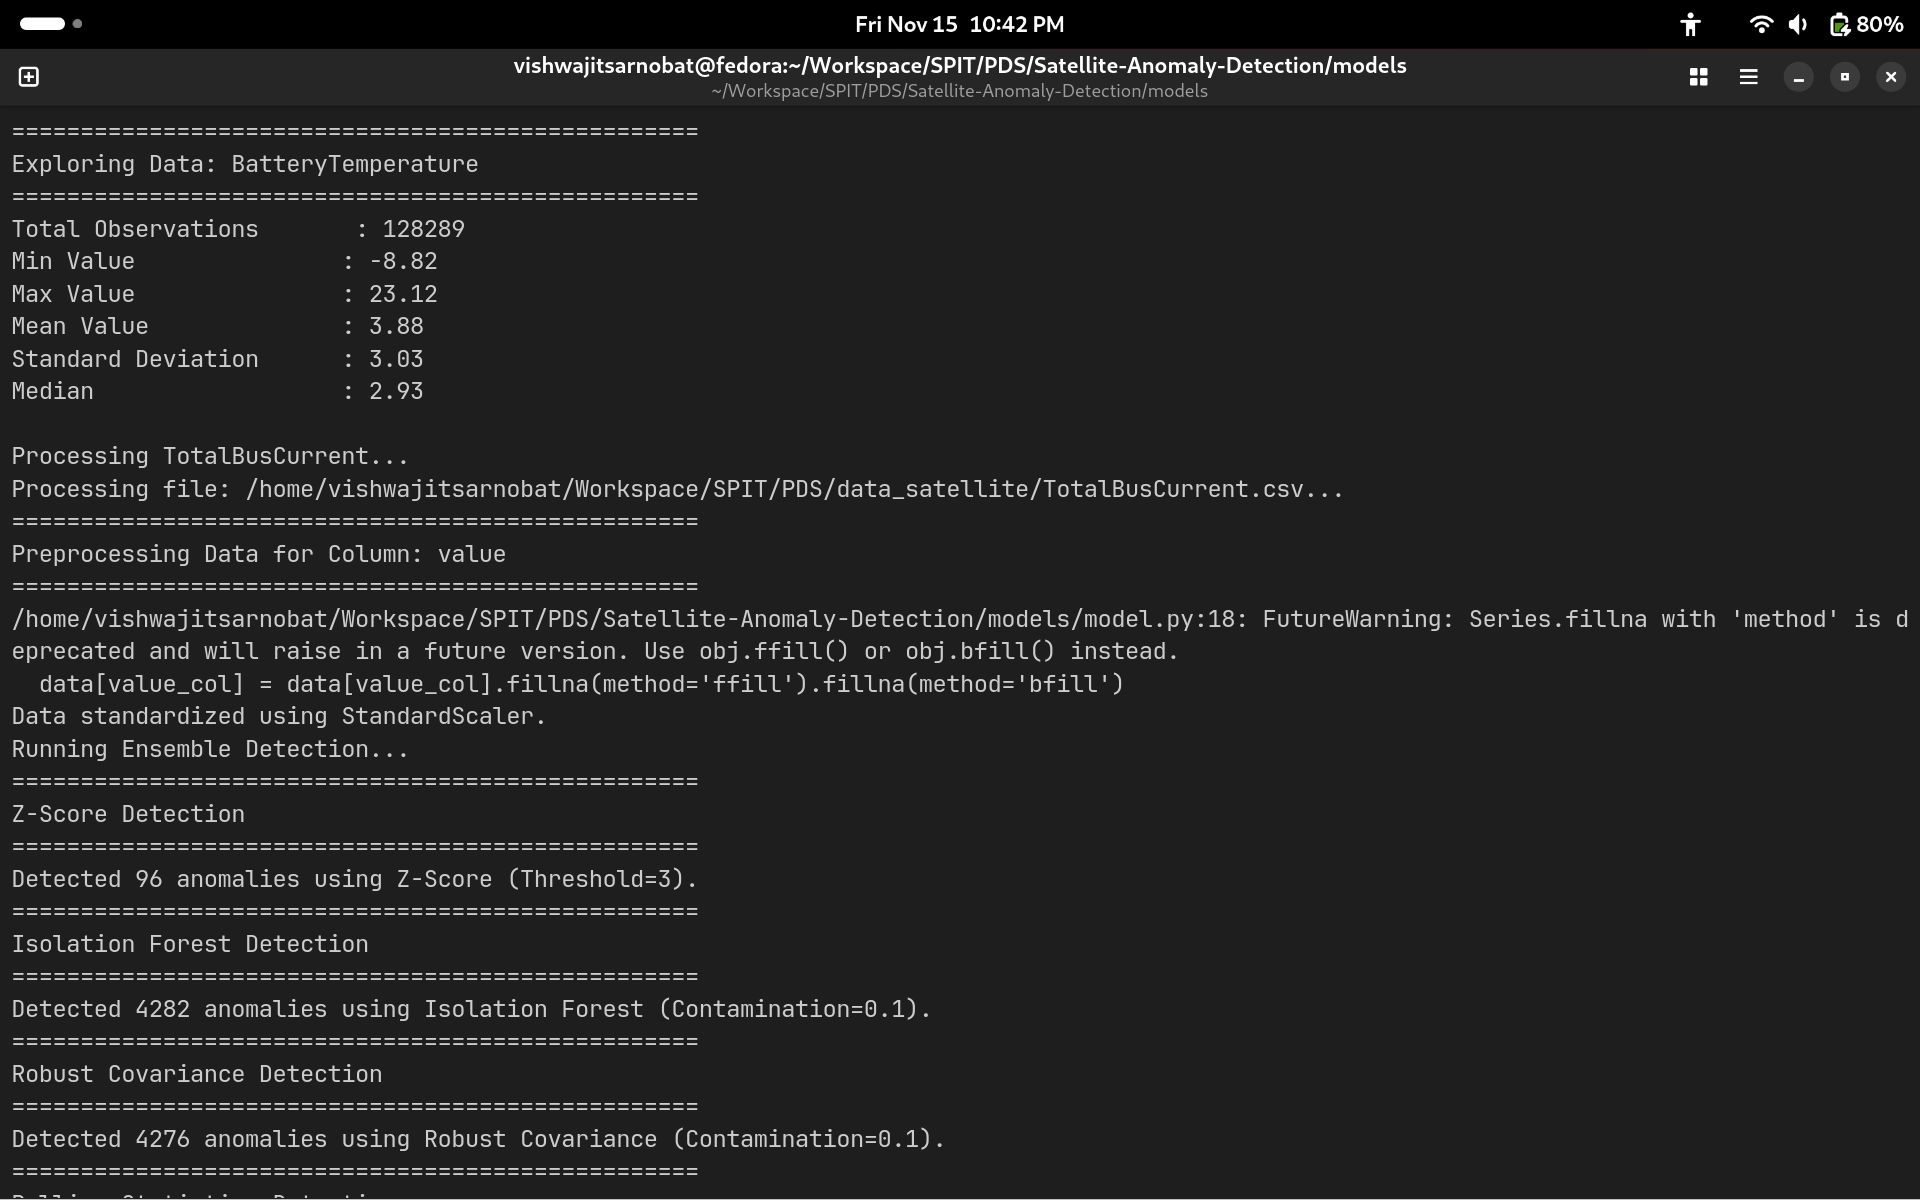 Fri Nov 15  10:42 PM
80%
vishwajitsarnobat@fedora:~/Workspace/SPIT/PDS/Satellite-Anomaly-Detection/models
~/Workspace/SPIT/PDS/Satellite-Anomaly-Detection/models
==================================================
Exploring Data: BatteryTemperature
==================================================
Total Observations       : 128289
Min Value               : -8.82
Max Value               : 23.12
Mean Value              : 3.88
Standard Deviation      : 3.03
Median                  : 2.93

Processing TotalBusCurrent...
Processing file: /home/vishwajitsarnobat/Workspace/SPIT/PDS/data_satellite/TotalBusCurrent.csv...
==================================================
Preprocessing Data for Column: value
==================================================
/home/vishwajitsarnobat/Workspace/SPIT/PDS/Satellite-Anomaly-Detection/models/model.py:18: FutureWarning: Series.fillna with 'method' is d
eprecated and will raise in a future version. Use obj.ffill() or obj.bfill() instead.
  data[value_col] = data[value_col].fillna(method='ffill').fillna(method='bfill')
Data standardized using StandardScaler.
Running Ensemble Detection...
==================================================
Z-Score Detection
==================================================
Detected 96 anomalies using Z-Score (Threshold=3).
==================================================
Isolation Forest Detection
==================================================
Detected 4282 anomalies using Isolation Forest (Contamination=0.1).
==================================================
Robust Covariance Detection
==================================================
Detected 4276 anomalies using Robust Covariance (Contamination=0.1).
==================================================